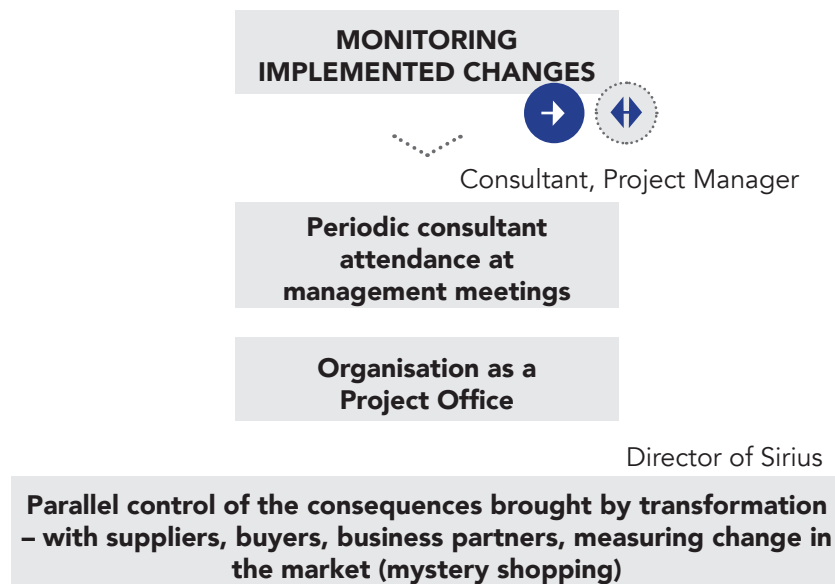 MONITORING
IMPLEMENTED CHANGES
Consultant, Project Manager
Periodic consultant
attendance at
management meetings
Organisation as a
Project Office
Director of Sirius
Parallel control of the consequences brought by transformation
– with suppliers, buyers, business partners, measuring change in
the market (mystery shopping)